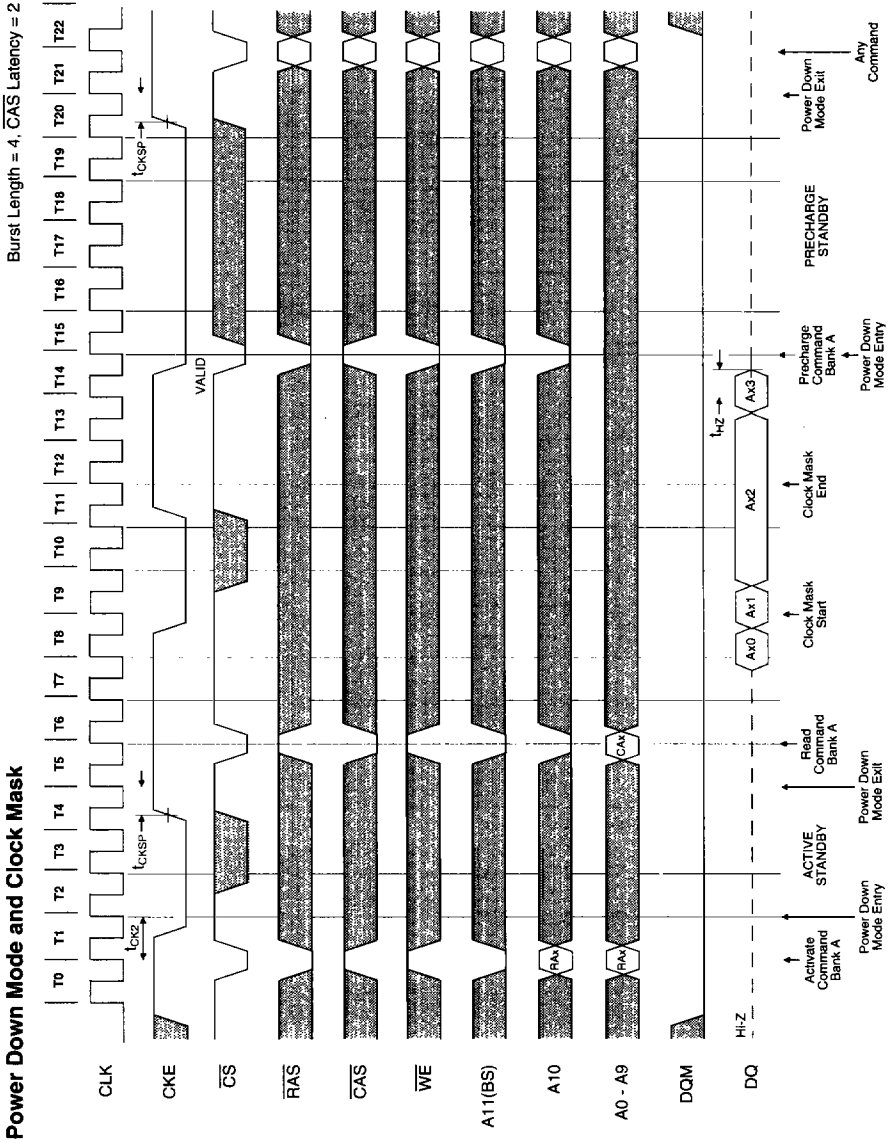 Power Down Mode and Clock Mask
Burst Length = 4, CAS Latency = 2
T0 T1 T2 T3 T4 T5 T6 T7 T8 T9 T10 T11 T12 T13 T14 T15 T16 T17 T18 T19 T20 T21 T22
CLK
tCK2
tCKSP
tCKSP
CKE
VALID
CS
RAS
CAS
WE
A11(BS)
A10
RAx
A0 - A9
RAx
CAx
DQM
tHZ
DQ
Hi-Z
Ax0
Ax1
Ax2
Ax3
Activate
Command
Bank A
Power Down
Mode Entry
ACTIVE
STANDBY
Power Down
Mode Exit
Read
Command
Bank A
Clock Mask
Start
Clock Mask
End
Precharge
Command
Bank A
Power Down
Mode Entry
PRECHARGE
STANDBY
Power Down
Mode Exit
Any
Command